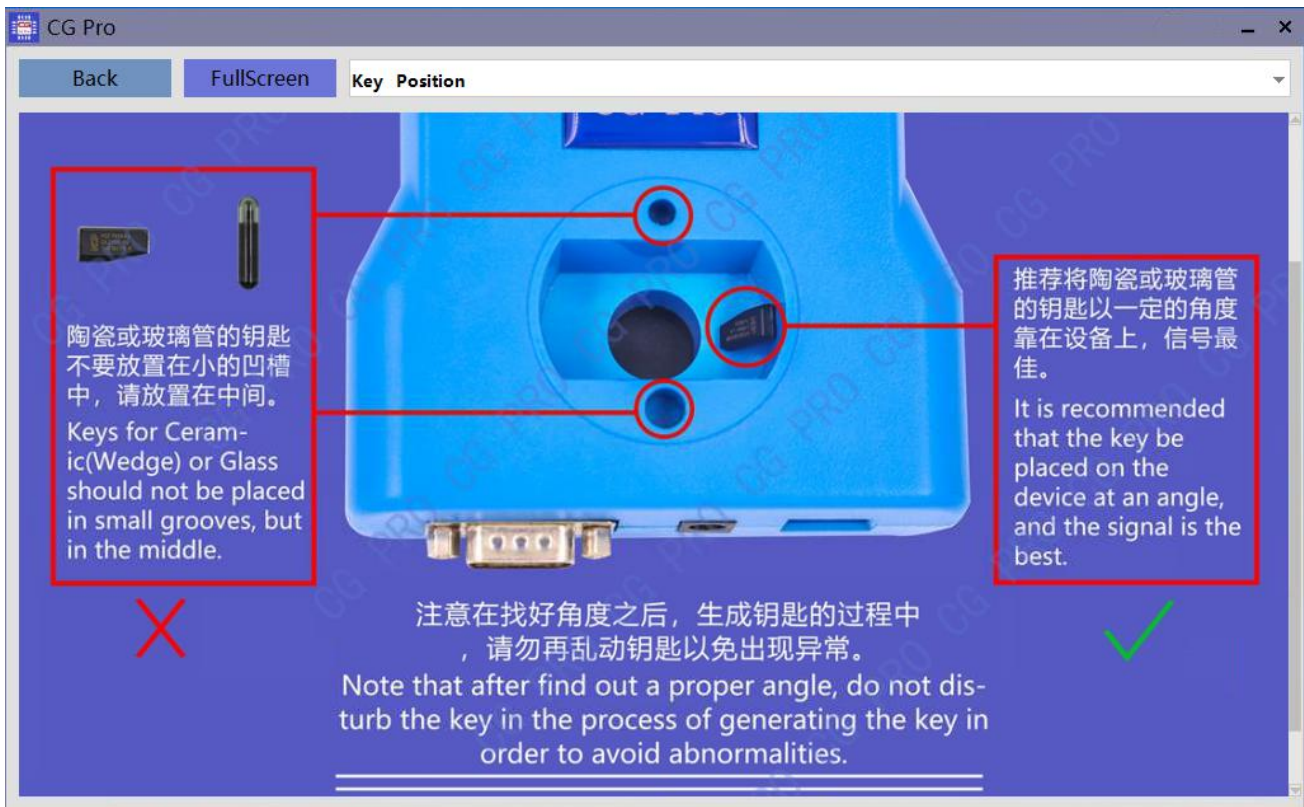 CG Pro
Back
FullScreen
Key Position
陶瓷或玻璃管的钥匙
不要放置在小的凹槽
中，请放置在中间。
Keys for Ceram-
ic(Wedge) or Glass
should not be placed
in small grooves, but
in the middle.
推荐将陶瓷或玻璃管
的钥匙以一定的角度
靠在设备上，信号最
佳。
It is recommended
that the key be
placed on the
device at an angle,
and the signal is the
best.
注意在找好角度之后，生成钥匙的过程中
，请勿再乱动钥匙以免出现异常。
Note that after find out a proper angle, do not dis-
turb the key in the process of generating the key in
order to avoid abnormalities.
CG PRO